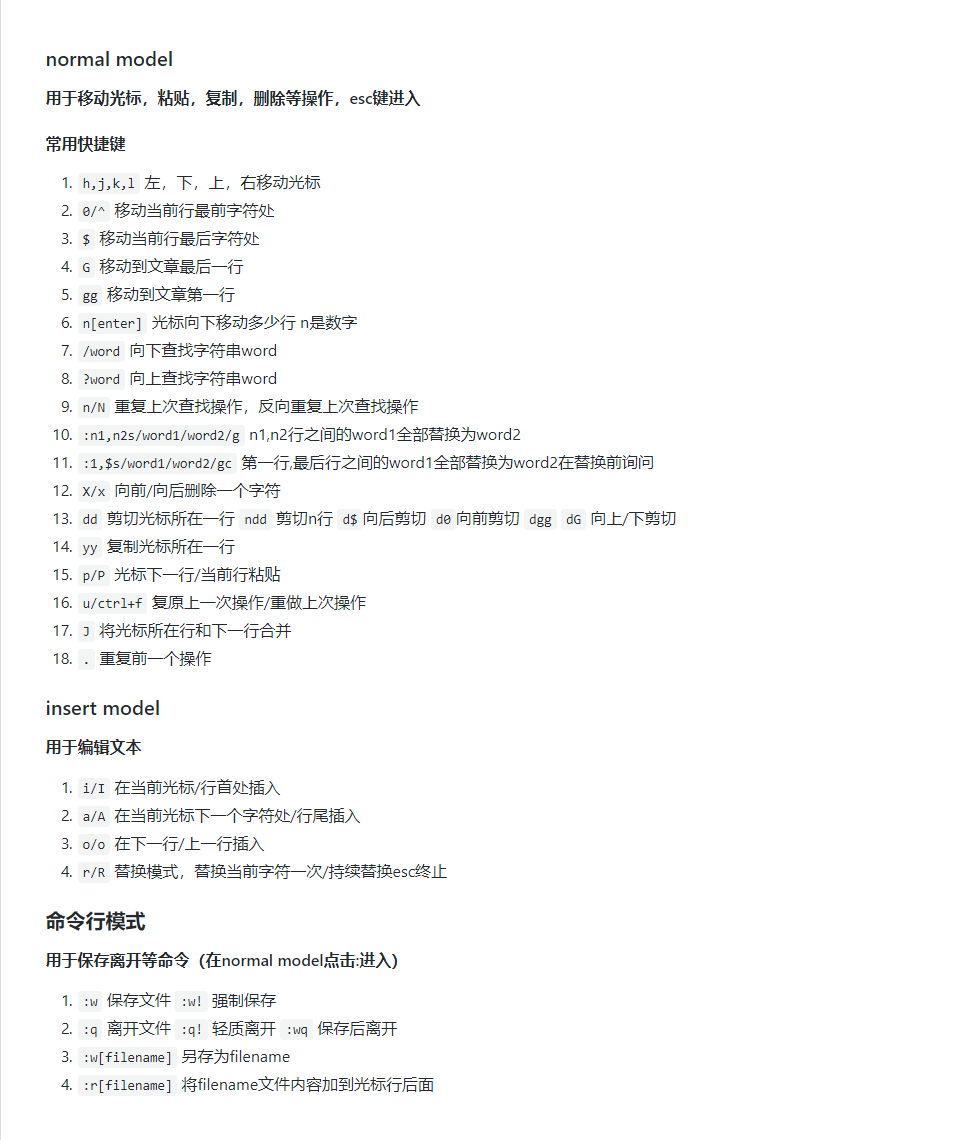 normal model
用于移动光标，粘贴，复制，删除等操作，esc键进入
常用快捷键
1. h,j,k,l 左，下，上，右移动光标
2. 0/^ 移动当前行最前字符处
3. $ 移动当前行最后字符处
4. G 移动到文章最后一行
5. gg 移动到文章第一行
6. n[enter] 光标向下移动多少行 n是数字
7. /word 向下查找字符串word
8. ?word 向上查找字符串word
9. n/N 重复上次查找操作，反向重复上次查找操作
10. :n1,n2s/word1/word2/g n1,n2行之间的word1全部替换为word2
11. :1,$s/word1/word2/gc 第一行,最后行之间的word1全部替换为word2在替换前询问
12. X/x 向前/向后删除一个字符
13. dd 剪切光标所在一行 ndd 剪切n行 d$ 向后剪切 d0 向前剪切 dgg dG 向上/下剪切
14. yy 复制光标所在一行
15. p/P 光标下一行/当前行粘贴
16. u/ctrl+f 复原上一次操作/重做上次操作
17. J 将光标所在行和下一行合并
18. . 重复前一个操作
insert model
用于编辑文本
1. i/I 在当前光标/行首处插入
2. a/A 在当前光标下一个字符处/行尾插入
3. o/o 在下一行/上一行插入
4. r/R 替换模式，替换当前字符一次/持续替换esc终止
命令行模式
用于保存离开等命令（在normal model点击:进入）
1. :w 保存文件 :w! 强制保存
2. :q 离开文件 :q! 轻质离开 :wq 保存后离开
3. :w[filename] 另存为filename
4. :r[filename] 将filename文件内容加到光标行后面